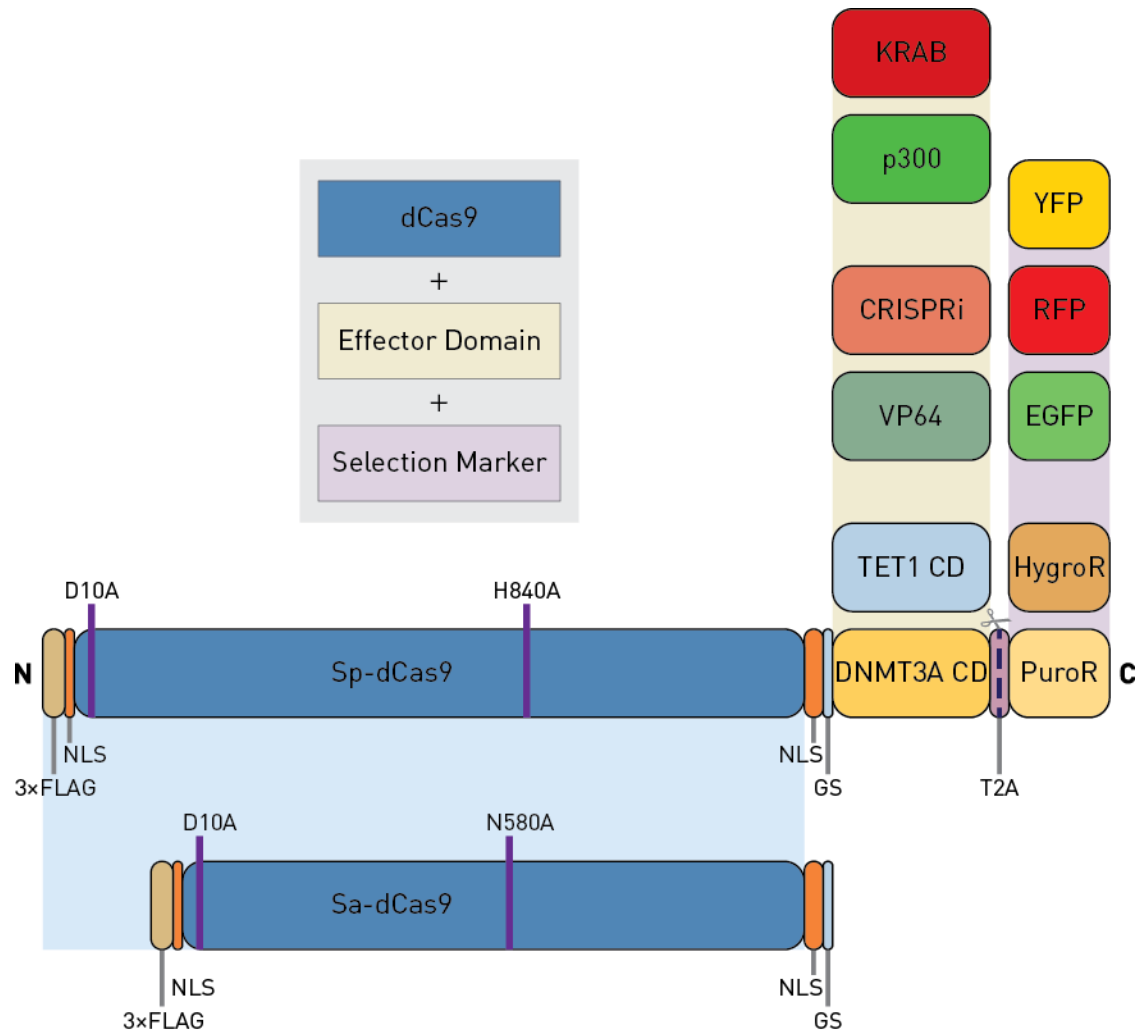 KRAB
p300
YFP
dCas9
+
CRISPRi
RFP
Effector Domain
+
VP64
EGFP
Selection Marker
TET1 CD
HygroR
D10A
H840A
N
Sp-dCas9
DNMT3A CD
PuroR
C
NLS
NLS
3×FLAG
GS
T2A
D10A
N580A
Sa-dCas9
NLS
NLS
3×FLAG
GS